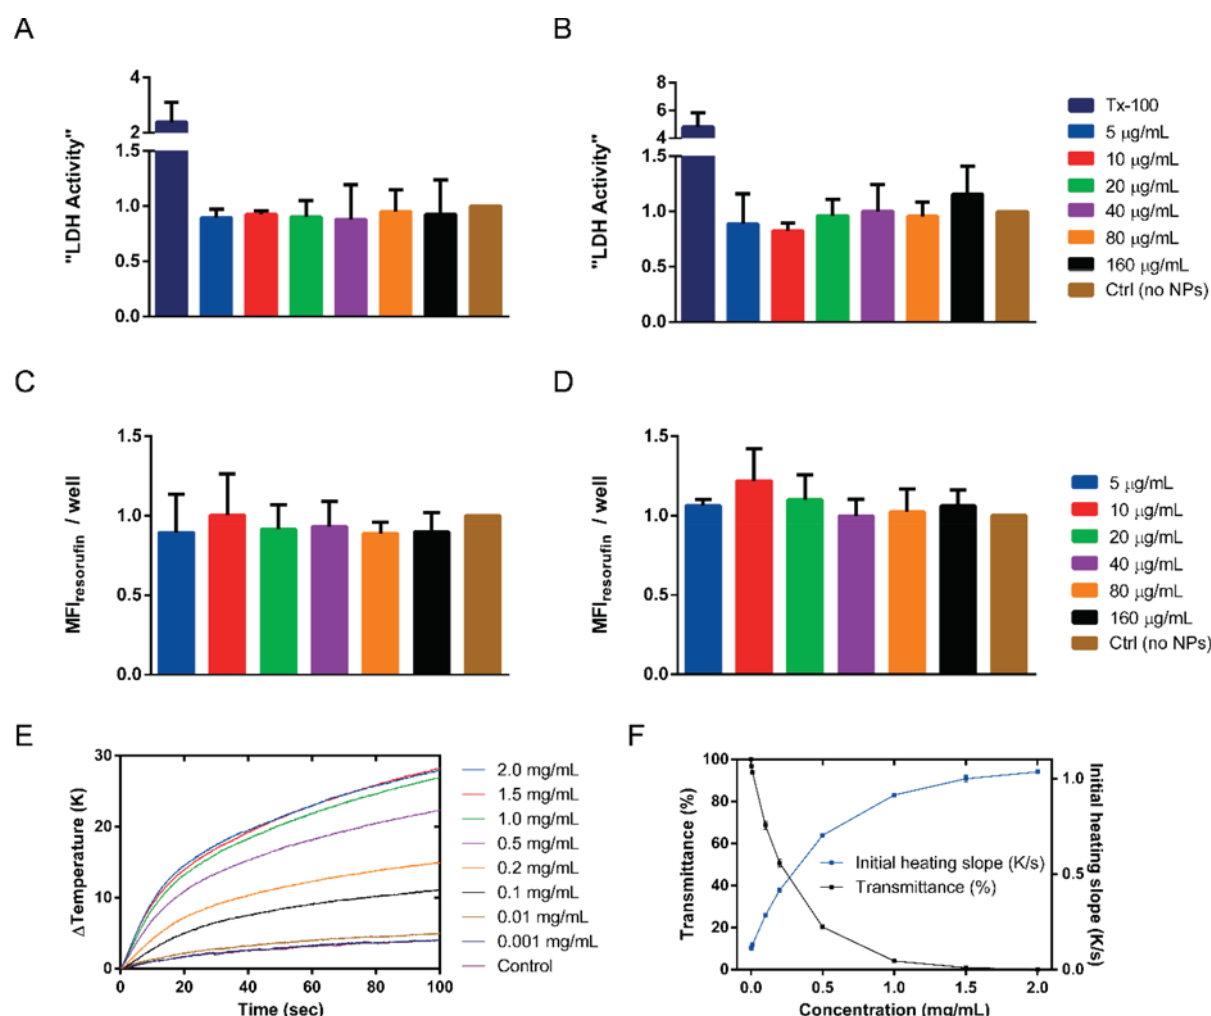 A
B
4
2
1.5
1.0
0.5
0.0
"LDH Activity"
8
6
4
1.5
1.0
0.5
0.0
"LDH Activity"
Tx-100
5 μg/mL
10 μg/mL
20 μg/mL
40 μg/mL
80 μg/mL
160 μg/mL
Ctrl (no NPs)
C
D
1.5
1.0
0.5
0.0
MFIresorufin / well
1.5
1.0
0.5
0.0
MFIresorufin / well
5 μg/mL
10 μg/mL
20 μg/mL
40 μg/mL
80 μg/mL
160 μg/mL
Ctrl (no NPs)
E
F
30
20
10
0
ΔTemperature (K)
0 20 40 60 80 100
Time (sec)
2.0 mg/mL
1.5 mg/mL
1.0 mg/mL
0.5 mg/mL
0.2 mg/mL
0.1 mg/mL
0.01 mg/mL
0.001 mg/mL
Control
100
80
60
40
20
0
Transmittance (%)
Initial heating slope (K/s)
Transmittance (%)
1.0
0.5
0.0
Initial heating
slope (K/s)
0.0 0.5 1.0 1.5 2.0
Concentration (mg/mL)